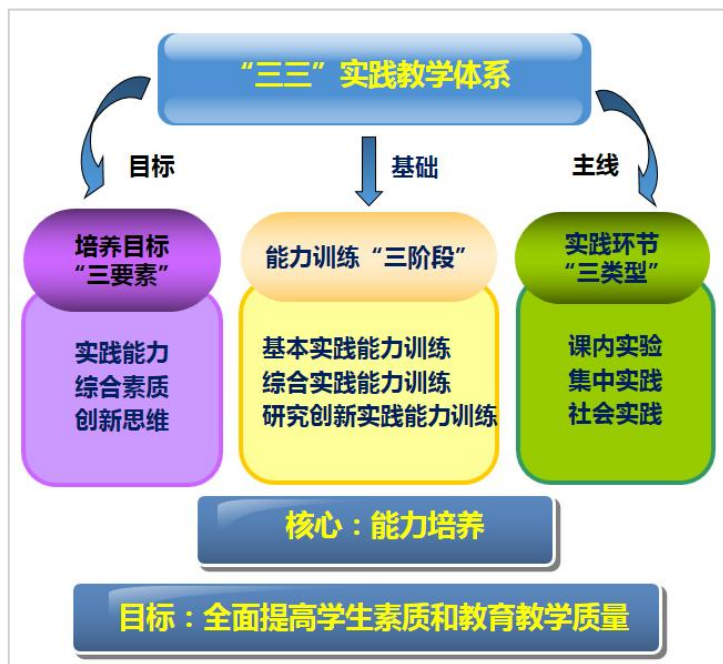 “三三”实践教学体系
目标
基础
主线
培养目标
“三要素”
实践能力
综合素质
创新思维
能力训练“三阶段”
基本实践能力训练
综合实践能力训练
研究创新实践能力训练
实践环节
“三类型”
课内实验
集中实践
社会实践
核心：能力培养
目标：全面提高学生素质和教育教学质量